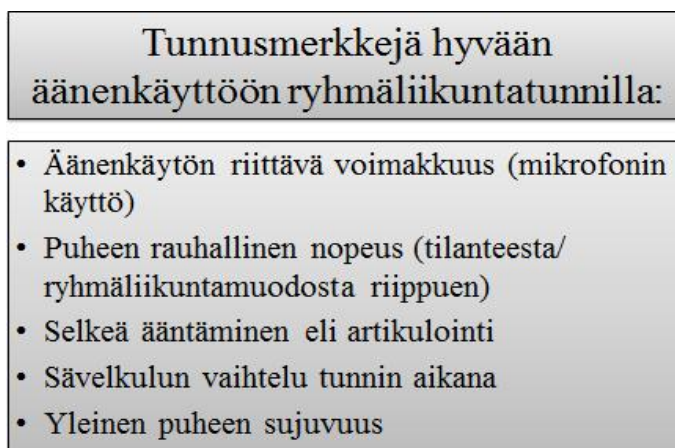 Tunnusmerkkejä hyvään
äänenkäyttöön ryhmäliikuntatunnilla:
• Äänenkäytön riittävä voimakkuus (mikrofonin
käyttö)
• Puheen rauhallinen nopeus (tilanteesta/
ryhmäliikuntamuodosta riippuen)
• Selkeä ääntäminen eli artikulointi
• Sävelkulun vaihtelu tunnin aikana
• Yleinen puheen sujuvuus